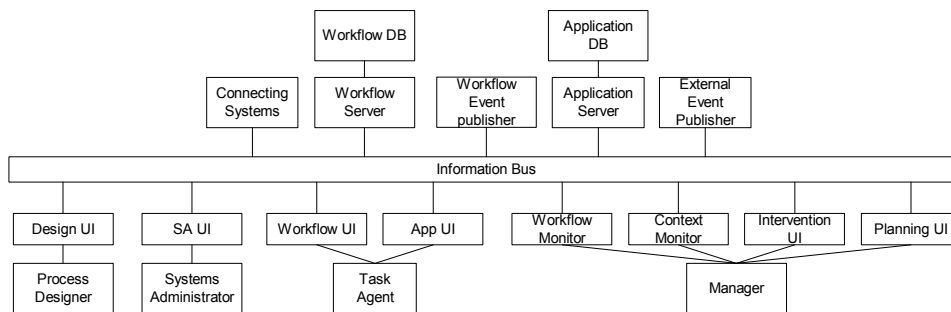 Workflow DB
Application
DB
Connecting
Systems
Workflow
Server
Workflow
Event
publisher
Application
Server
External
Event
Publisher
Information Bus
Design UI
SA UI
Workflow UI
App UI
Workflow
Monitor
Context
Monitor
Intervention
UI
Planning UI
Process
Designer
Systems
Administrator
Task
Agent
Manager